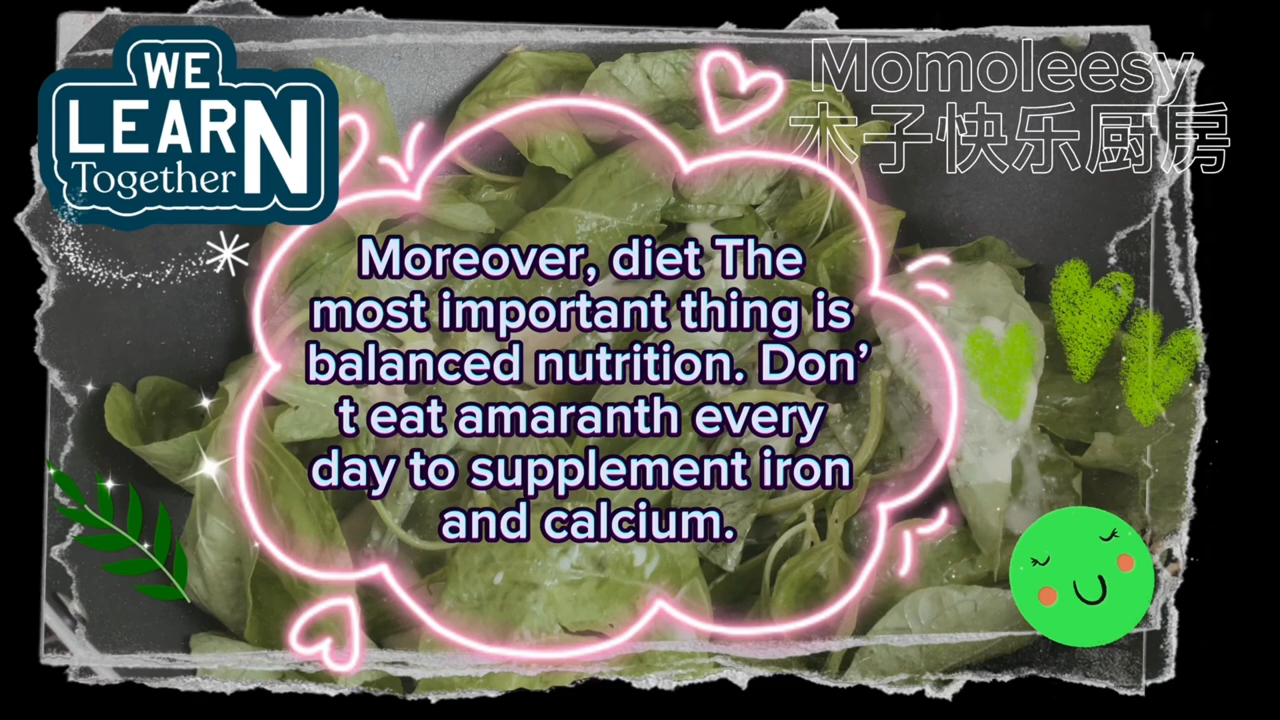 WE
LEARN
Together
Momoleesy
木子快乐厨房
Moreover, diet The
most important thing is
balanced nutrition. Don’
t eat amaranth every
day to supplement iron
and calcium.